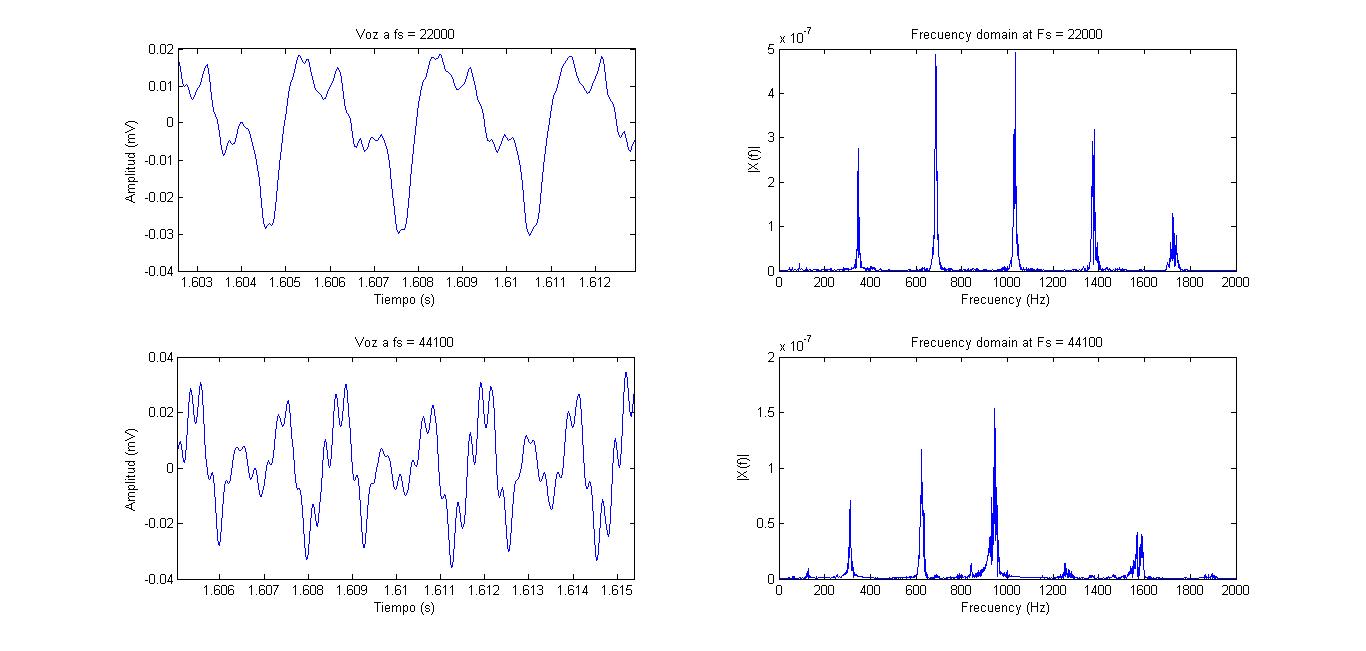 Voz a fs = 22000
0.02
0.01
0
-0.01
-0.02
-0.03
-0.04
Amplitud (mV)
1.603 1.604 1.605 1.606 1.607 1.608 1.609 1.61 1.611 1.612
Tiempo (s)
Frecuency domain at Fs = 22000
x 10^-7
5
4
3
2
1
0
|X(f)|
0 200 400 600 800 1000 1200 1400 1600 1800 2000
Frecuency (Hz)
Voz a fs = 44100
0.04
0.02
0
-0.02
-0.04
Amplitud (mV)
1.606 1.607 1.608 1.609 1.61 1.611 1.612 1.613 1.614 1.615
Tiempo (s)
Frecuency domain at Fs = 44100
x 10^-7
2
1.5
1
0.5
0
|X(f)|
0 200 400 600 800 1000 1200 1400 1600 1800 2000
Frecuency (Hz)